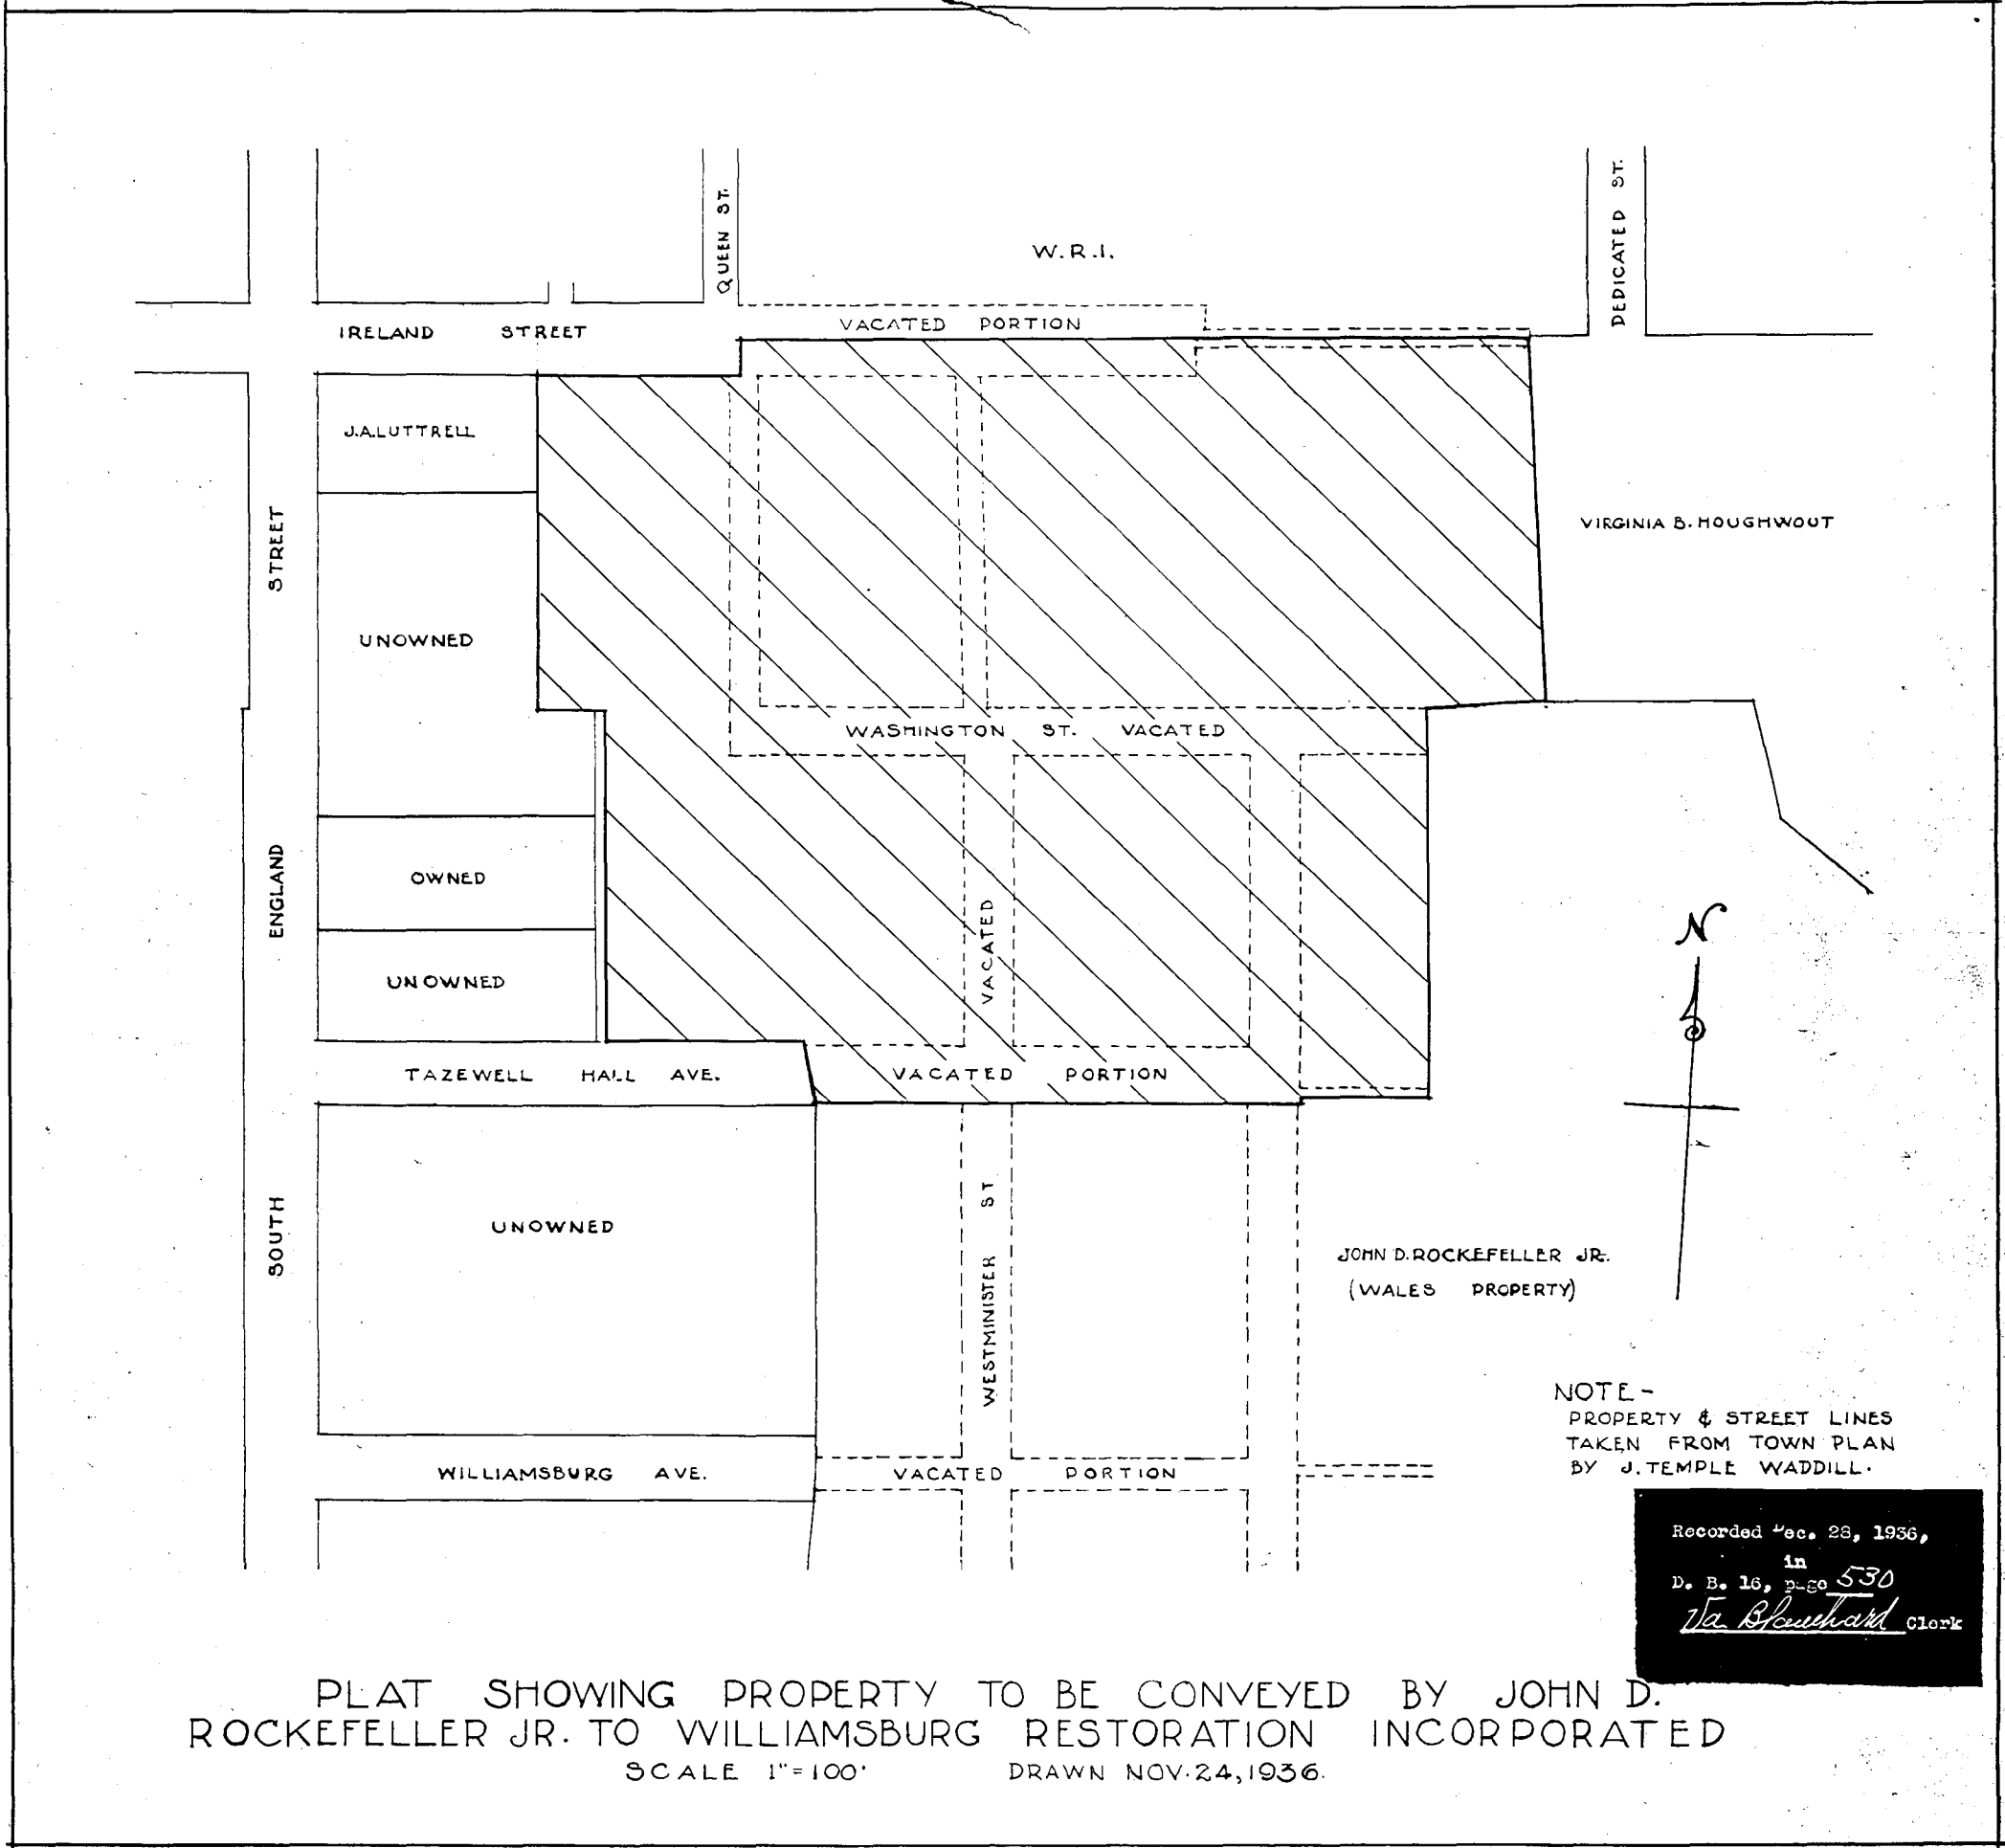 QUEEN ST.
DEDICATED ST.
W.R.I.
IRELAND STREET
VACATED PORTION
J.A.LUTTRELL
STREET
VIRGINIA B. HOUGHWOUT
UNOWNED
WASHINGTON ST. VACATED
ENGLAND
OWNED
VACATED
N
UNOWNED
TAZEWELL HALL AVE.
VACATED PORTION
SOUTH
UNOWNED
WESTMINISTER ST
JOHN D. ROCKEFELLER JR.
(WALES PROPERTY)
NOTE-
PROPERTY & STREET LINES
TAKEN FROM TOWN PLAN
BY J. TEMPLE WADDILL.
WILLIAMSBURG AVE.
VACATED PORTION
Recorded Dec. 28, 1936,
in
D. B. 16, page 530
Va Blanchard Clerk
PLAT SHOWING PROPERTY TO BE CONVEYED BY JOHN D.
ROCKEFELLER JR. TO WILLIAMSBURG RESTORATION INCORPORATED
SCALE 1"=100'
DRAWN NOV. 24, 1936.